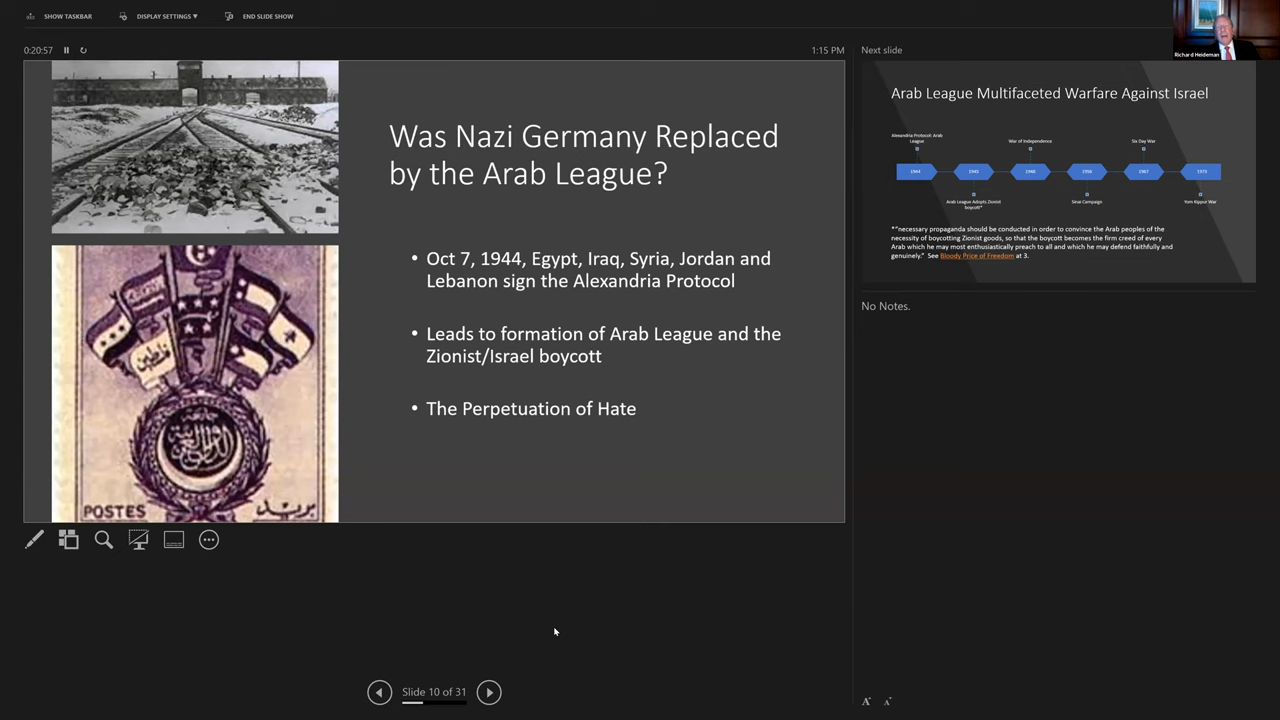 SHOW TASKBAR DISPLAY SETTINGS ▼ END SLIDE SHOW
0:20:57
1:15 PM
Was Nazi Germany Replaced
by the Arab League?
• Oct 7, 1944, Egypt, Iraq, Syria, Jordan and
Lebanon sign the Alexandria Protocol
• Leads to formation of Arab League and the
Zionist/Israel boycott
• The Perpetuation of Hate
فلسطين
POSTES بريد
Slide 10 of 31
Richard Heideman
Next slide
Arab League Multifaceted Warfare Against Israel
Alexandria Protocol: Arab
League
War of Independence
Six Day War
1944 1945 1948 1956 1967 1973
Arab League Adopts Zionist
boycott*
Sinai Campaign
Yom Kippur War
*"necessary propaganda should be conducted in order to convince the Arab peoples of the
necessity of boycotting Zionist goods, so that the boycott becomes the firm creed of every
Arab which he may most enthusiastically preach to all and which he may defend faithfully and
genuinely." See Bloody Price of Freedom at 3.
No Notes.